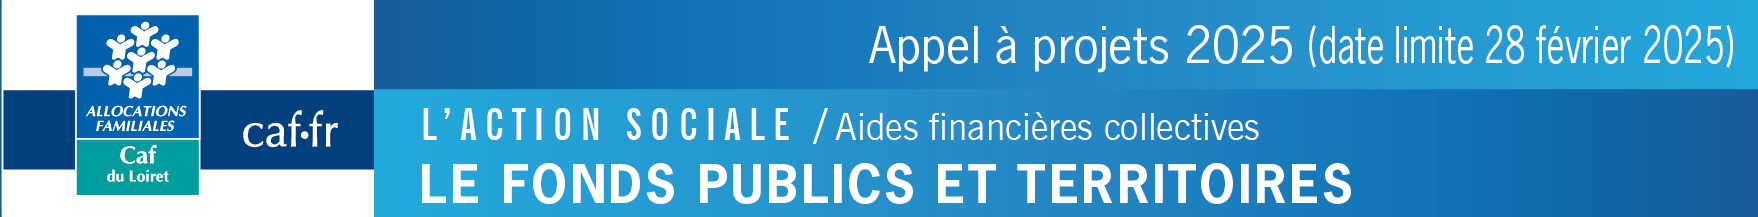 ALLOCATIONS
FAMILIALES
Caf
du Loiret
caf.fr
Appel à projets 2025 (date limite 28 février 2025)
L'ACTION SOCIALE / Aides financières collectives
LE FONDS PUBLICS ET TERRITOIRES